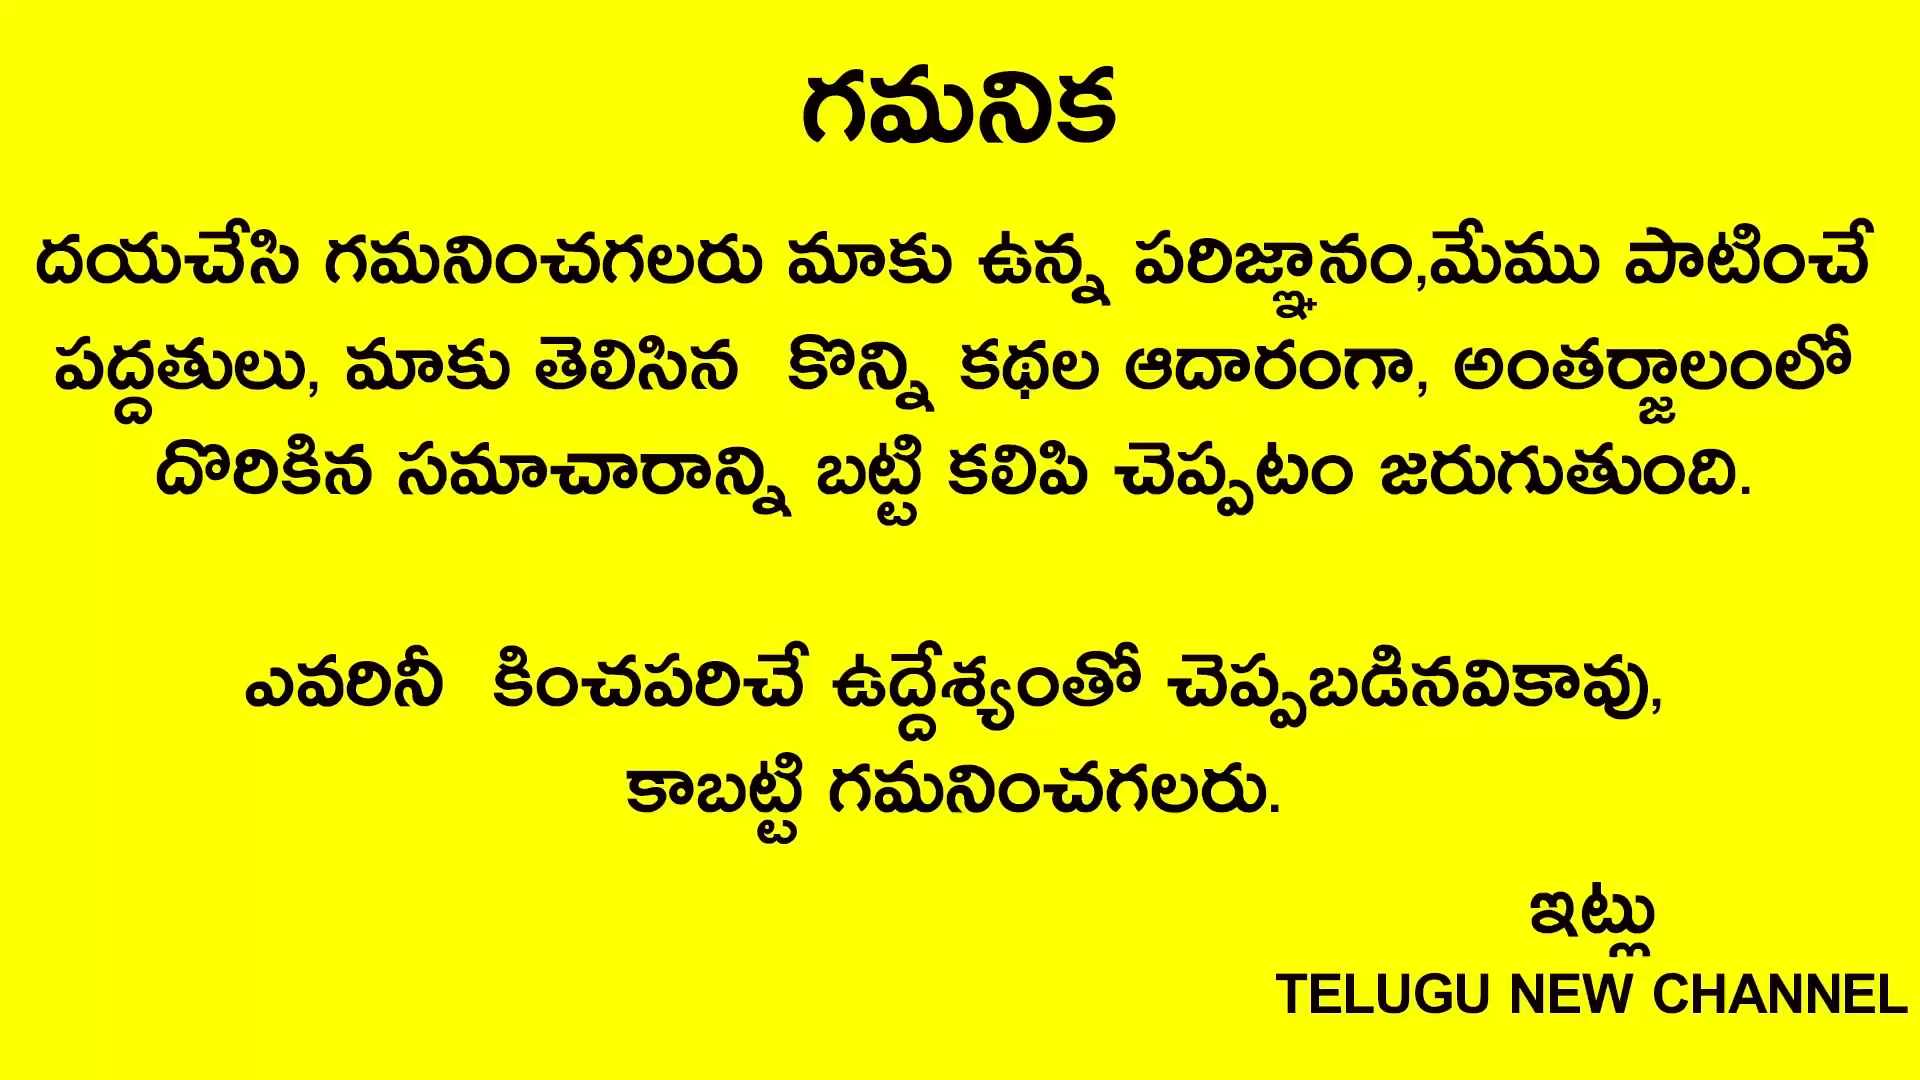 గమనిక
దయచేసి గమనించగలరు మాకు ఉన్న పరిజ్ఞానం,మేము పాటించే
పద్దతులు, మాకు తెలిసిన కొన్ని కథల ఆదారంగా, అంతర్జాలంలో
దొరికిన సమాచారాన్ని బట్టి కలిపి చెప్పటం జరుగుతుంది.
ఎవరినీ కించపరిచే ఉద్దేశ్యంతో చెప్పబడినవికావు,
కాబట్టి గమనించగలరు.
ఇట్లు
TELUGU NEW CHANNEL